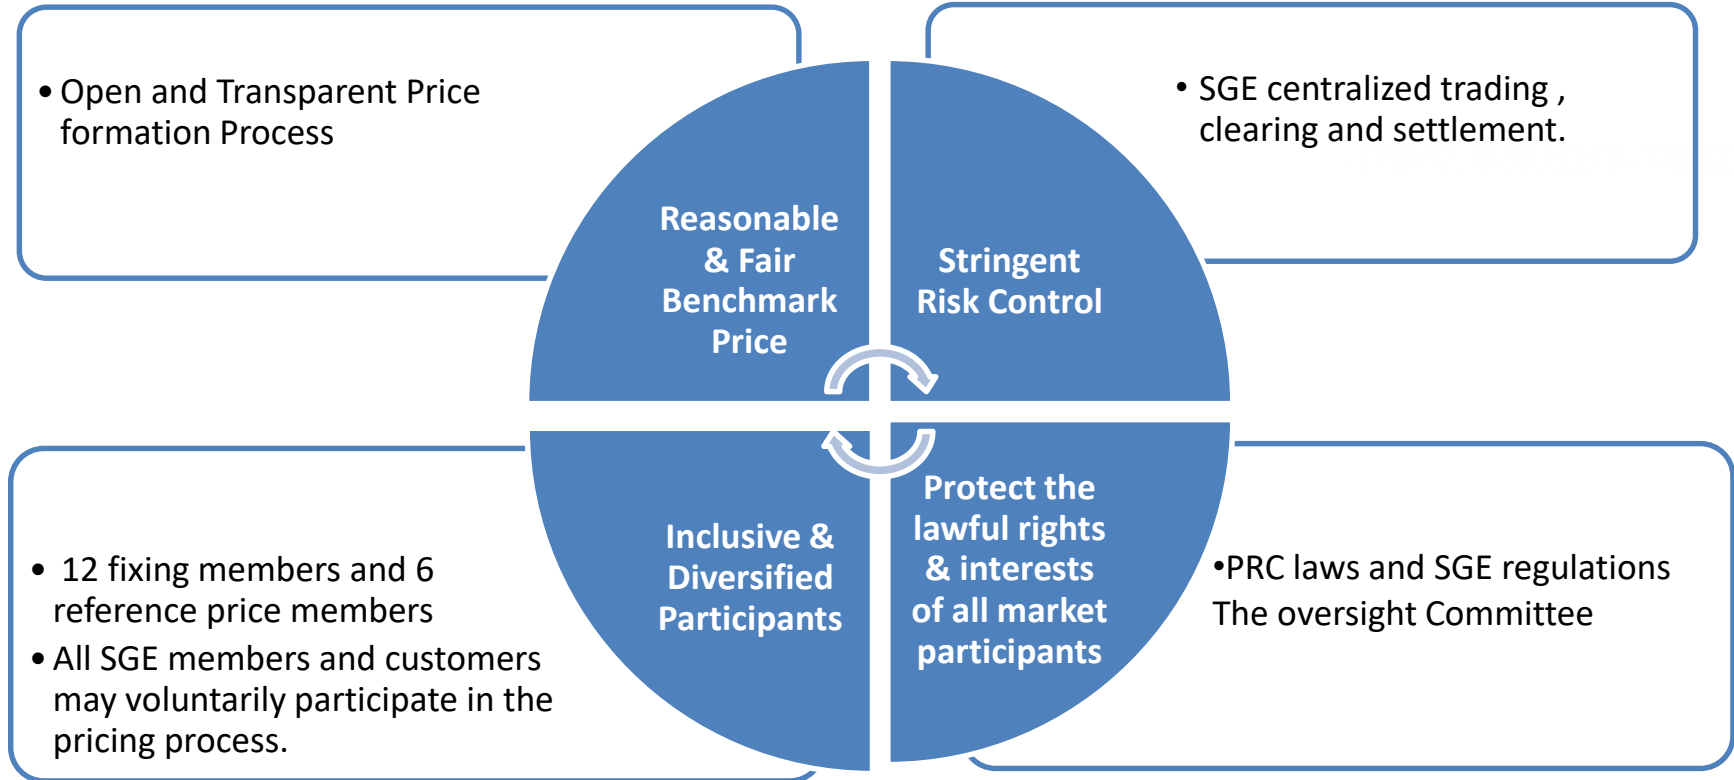 • Open and Transparent Price
formation Process
• SGE centralized trading ,
clearing and settlement.
Reasonable
& Fair
Benchmark
Price
Stringent
Risk Control
Inclusive &
Diversified
Participants
Protect the
lawful rights
& interests
of all market
participants
• 12 fixing members and 6
reference price members
• All SGE members and customers
may voluntarily participate in the
pricing process.
•PRC laws and SGE regulations
The oversight Committee